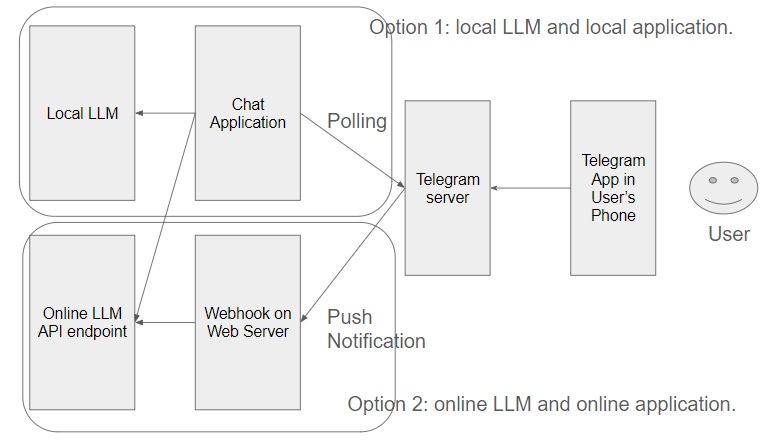 Option 1: local LLM and local application.
Local LLM
Chat
Application
Polling
Telegram
server
Telegram
App in
User's
Phone
User
Online LLM
API endpoint
Webhook on
Web Server
Push
Notification
Option 2: online LLM and online application.